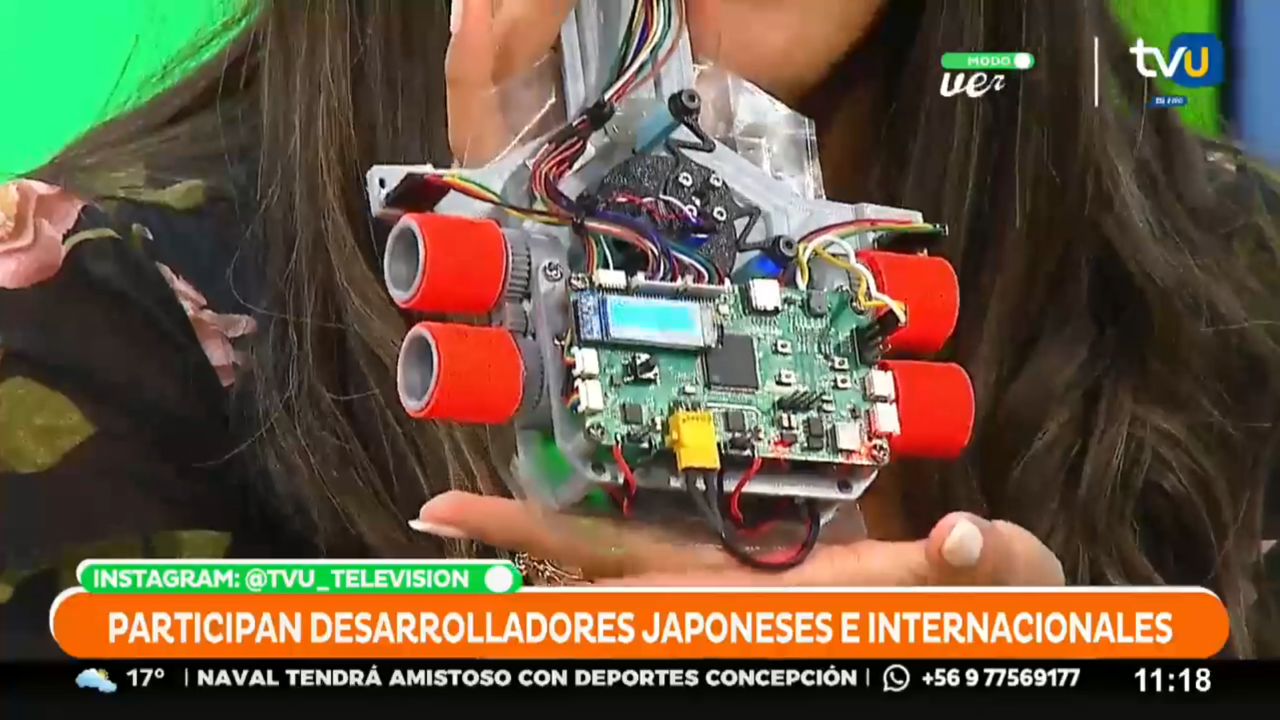 MODO
ver
tvU
EN VIVO
INSTAGRAM: @TVU_TELEVISION
PARTICIPAN DESARROLLADORES JAPONESES E INTERNACIONALES
17° | NAVAL TENDRÁ AMISTOSO CON DEPORTES CONCEPCIÓN | +56 9 77569177 11:18